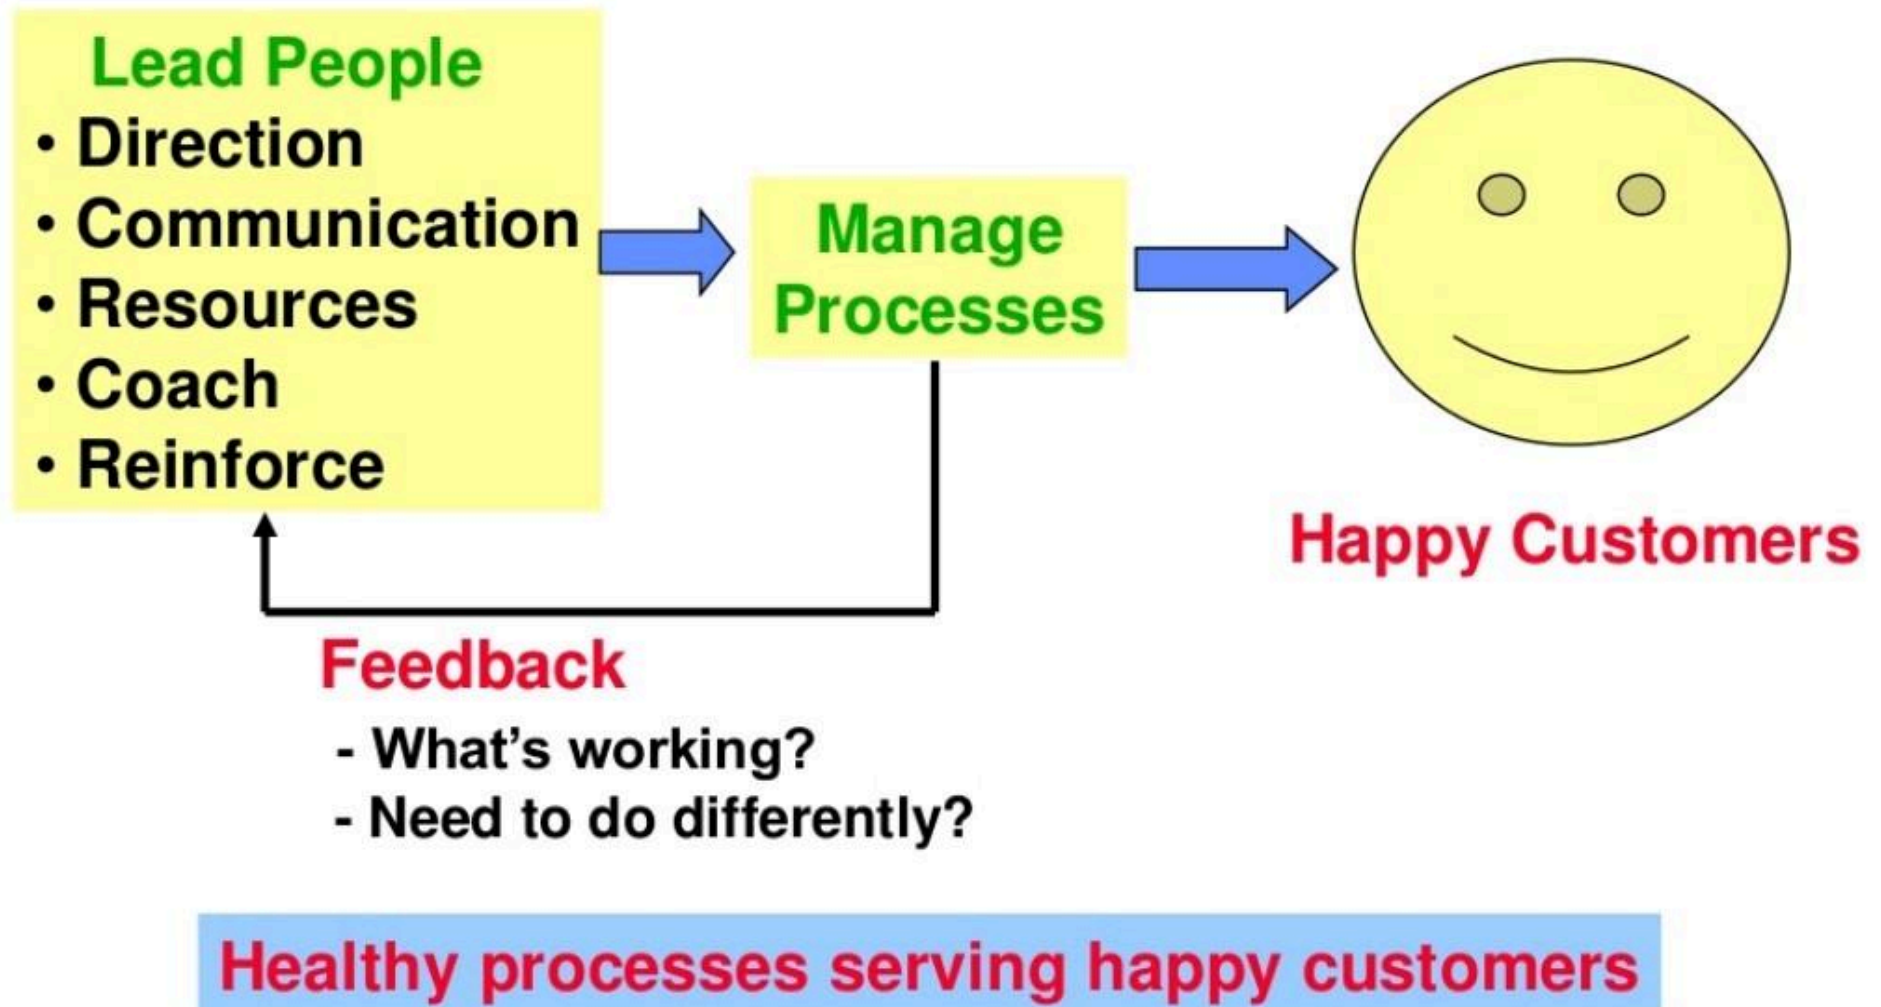 Lead People
• Direction
• Communication
• Resources
• Coach
• Reinforce
Manage
Processes
Happy Customers
Feedback
- What’s working?
- Need to do differently?
Healthy processes serving happy customers